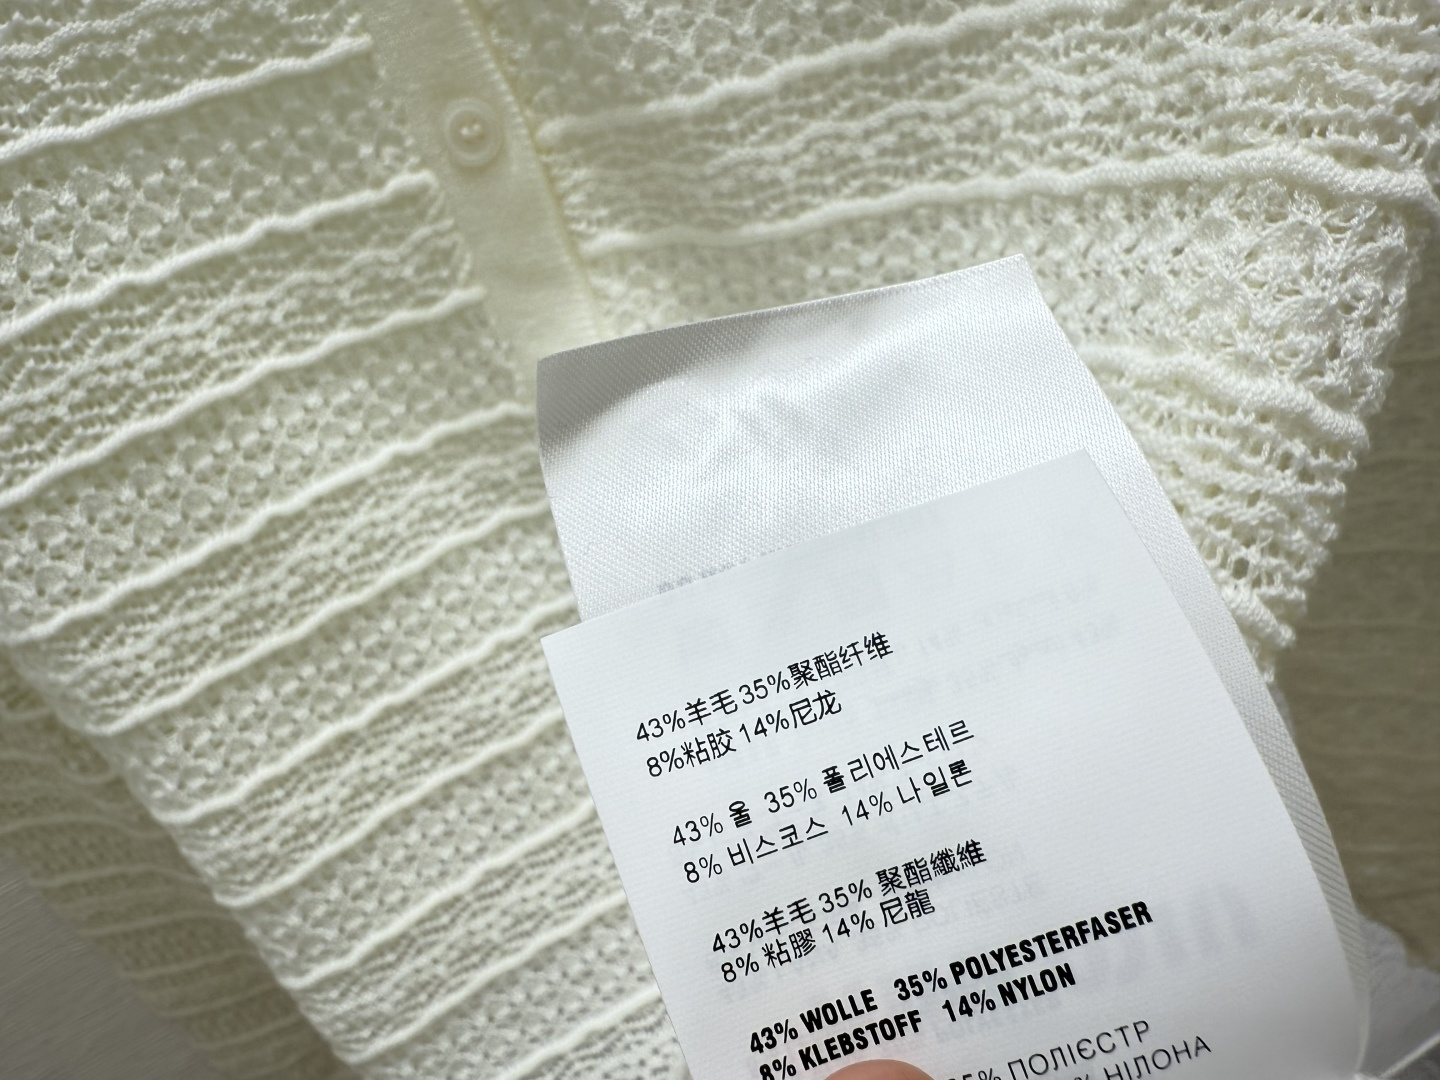 43%羊毛 35%聚酯纤维
8%粘胶 14%尼龙
43% 울 35% 폴리에스테르
8% 비스코스 14% 나일론
43%羊毛 35% 聚酯纖維
8% 粘膠 14% 尼龍
43% WOLLE 35% POLYESTERFASER
8% KLEBSTOFF 14% NYLON
ПОЛІЄСТР
% НІЛОНА